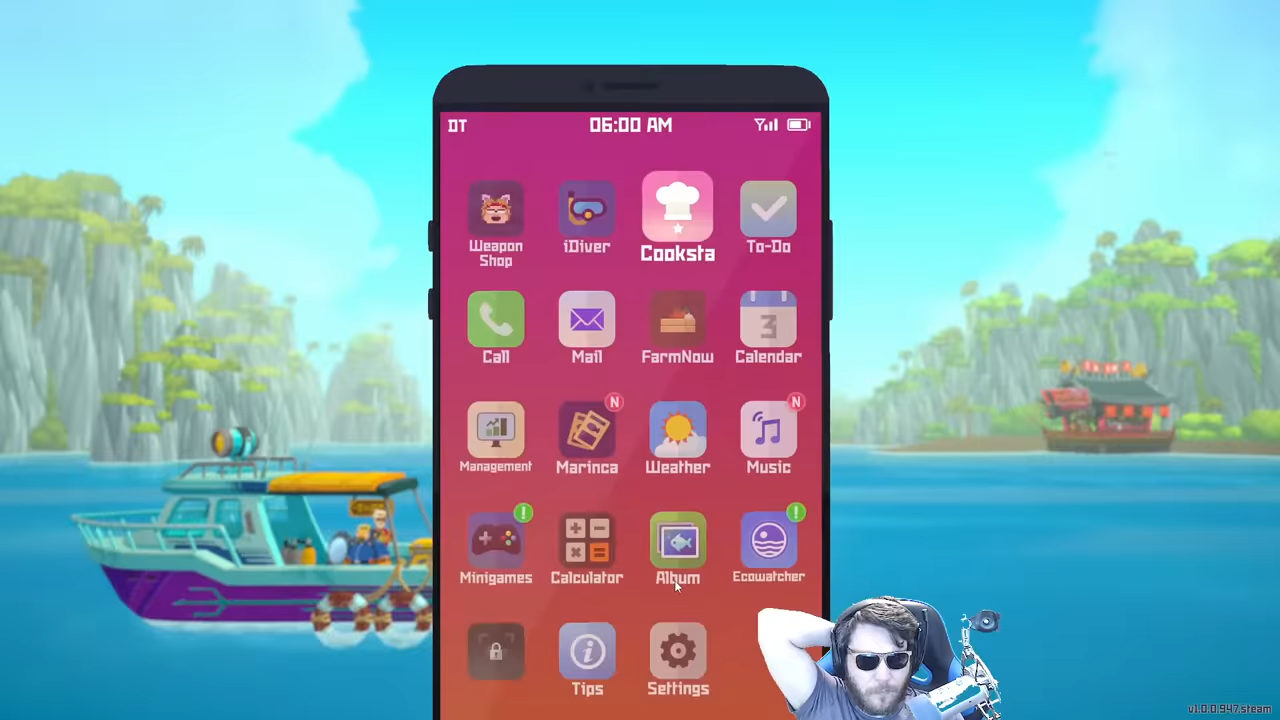 DT
06:00 AM
Weapon
Shop
iDiver
Cooksta
To-Do
Call
Mail
FarmNow
3
Calendar
Management
N
Marinca
Weather
N
Music
!
Minigames
Calculator
Album
!
Ecowatcher
Tips
Settings
v1.0.0.947.steam